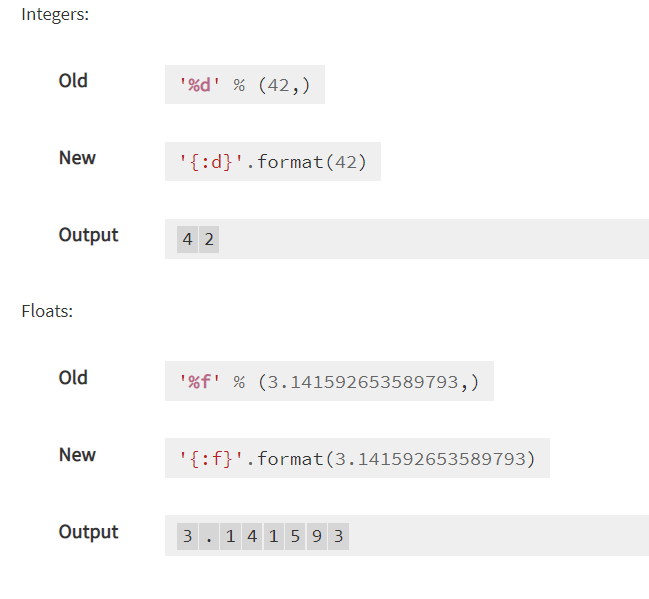 Integers:
Old '%d' % (42,)
New '{:d}'.format(42)
Output 42
Floats:
Old '%f' % (3.141592653589793,)
New '{:f}'.format(3.141592653589793)
Output 3.141593